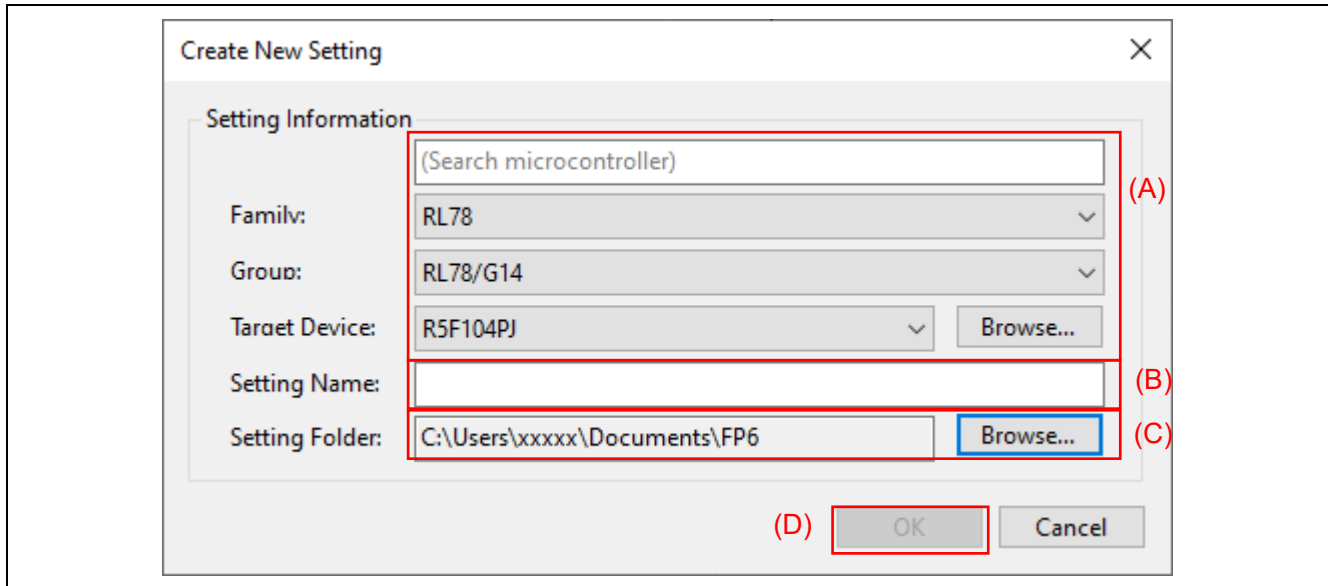 Create New Setting
Setting Information
(Search microcontroller)
(A)
Family: RL78
Group: RL78/G14
Target Device: R5F104PJ Browse...
Setting Name: (B)
Setting Folder: C:\Users\xxxxx\Documents\FP6 Browse... (C)
(D) OK Cancel